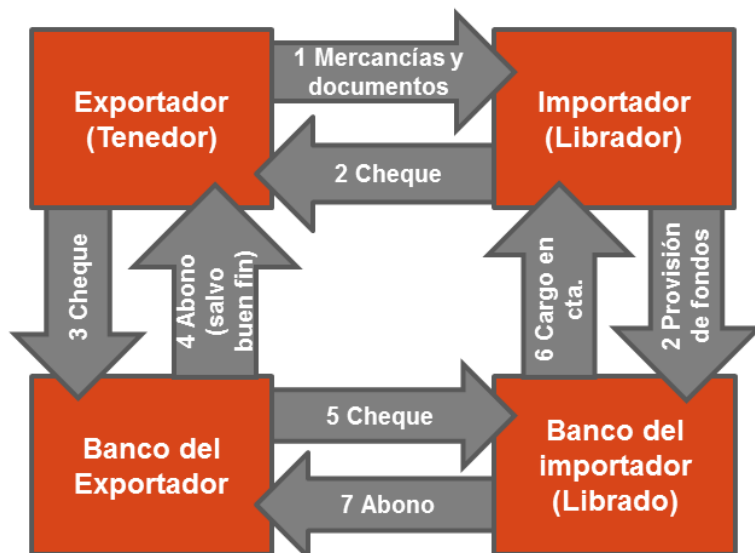 Exportador
(Tenedor)
1 Mercancías y
documentos
Importador
(Librador)
2 Cheque
3 Cheque
4 Abono
(salvo
buen fin)
6 Cargo en
cta.
2 Provisión
de fondos
Banco del
Exportador
5 Cheque
7 Abono
Banco del
importador
(Librado)